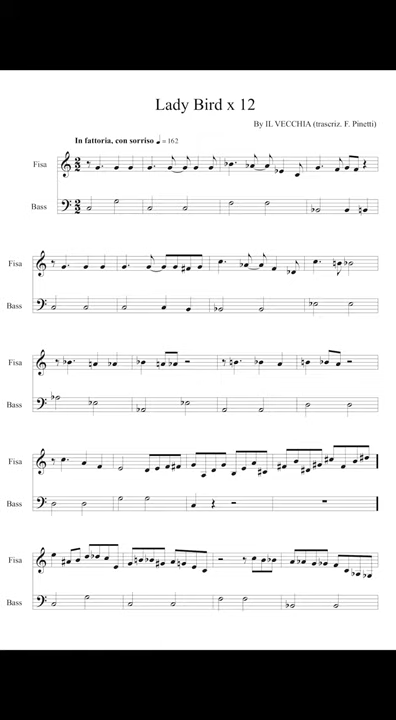 Lady Bird x 12
By IL VECCHIA (trascriz. F. Pinetti)
In fattoria, con sorriso ♩ = 162
Fisa
Bass
Fisa
Bass
Fisa
Bass
Fisa
Bass
Fisa
Bass